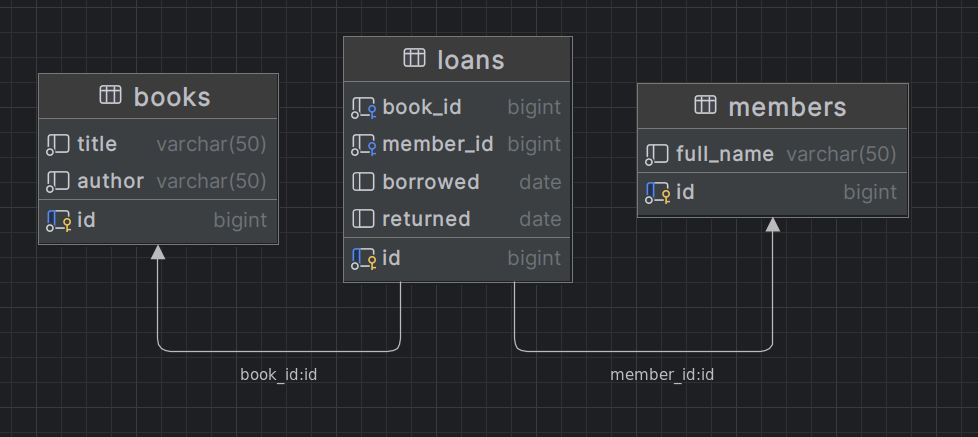 books
title varchar(50)
author varchar(50)
id bigint
loans
book_id bigint
member_id bigint
borrowed date
returned date
id bigint
members
full_name varchar(50)
id bigint
book_id:id
member_id:id